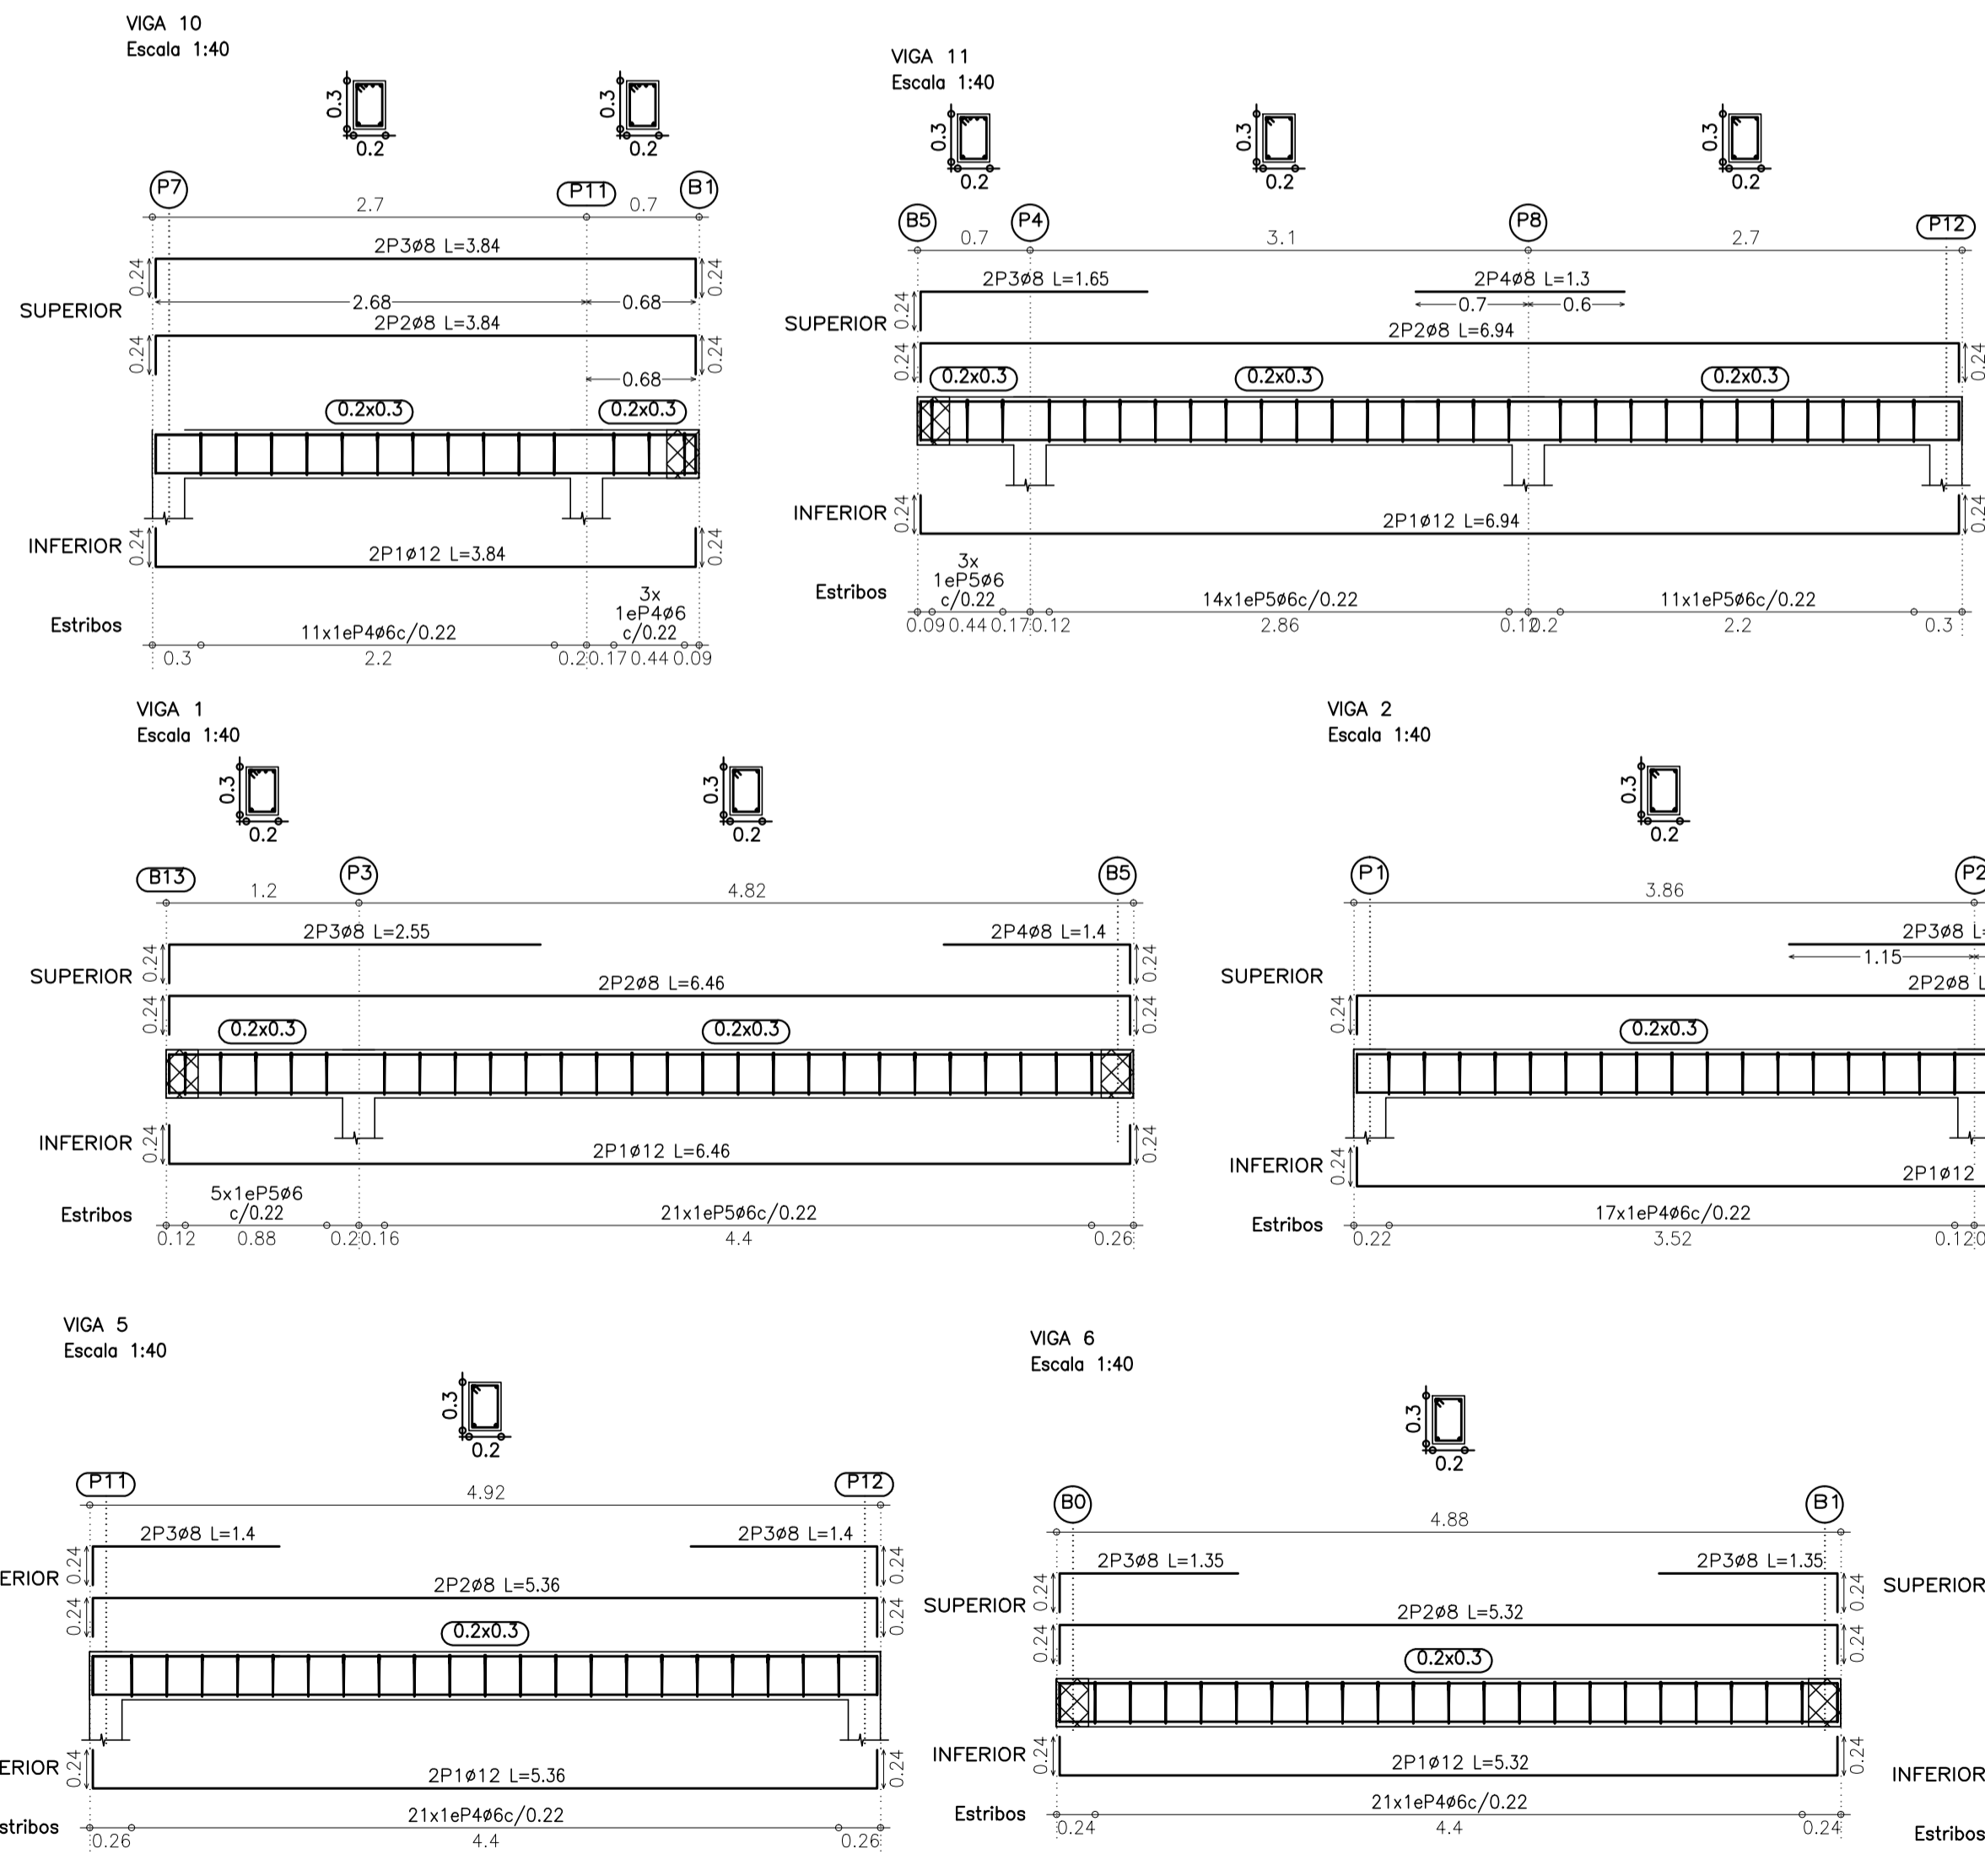 VIGA 10
Escala 1:40
0.3
0.2
0.3
0.2
P7
P11
B1
2.7
0.7
2P3ø8 L=3.84
0.24
0.24
SUPERIOR
2.68
0.68
2P2ø8 L=3.84
0.24
0.24
0.68
0.2x0.3
0.2x0.3
INFERIOR
0.24
2P1ø12 L=3.84
0.24
Estribos
11x1eP4ø6c/0.22
3x
1eP4ø6
c/0.22
0.3
2.2
0.2
0.17
0.44
0.09
VIGA 11
Escala 1:40
0.3
0.2
0.3
0.2
0.3
0.2
B5
P4
P8
P12
0.7
3.1
2.7
2P3ø8 L=1.65
2P4ø8 L=1.3
0.24
0.7
0.6
SUPERIOR
2P2ø8 L=6.94
0.24
0.24
0.2x0.3
0.2x0.3
0.2x0.3
INFERIOR
0.24
2P1ø12 L=6.94
0.24
Estribos
3x
1eP5ø6
c/0.22
14x1eP5ø6c/0.22
11x1eP5ø6c/0.22
0.09
0.44
0.17
0.12
2.86
0.12
0.2
2.2
0.3
VIGA 1
Escala 1:40
0.3
0.2
0.3
0.2
B13
P3
B5
1.2
4.82
2P3ø8 L=2.55
2P4ø8 L=1.4
0.24
0.24
SUPERIOR
2P2ø8 L=6.46
0.24
0.24
0.2x0.3
0.2x0.3
INFERIOR
0.24
2P1ø12 L=6.46
0.24
Estribos
5x1eP5ø6
c/0.22
21x1eP5ø6c/0.22
0.12
0.88
0.2
0.16
4.4
0.26
VIGA 2
Escala 1:40
0.3
0.2
P1
P2
3.86
2P3ø8 L=
1.15
SUPERIOR
2P2ø8 L
0.24
0.2x0.3
INFERIOR
0.24
2P1ø12
Estribos
17x1eP4ø6c/0.22
0.22
3.52
0.12
VIGA 5
Escala 1:40
0.3
0.2
P11
P12
4.92
2P3ø8 L=1.4
2P3ø8 L=1.4
ERIOR
0.24
0.24
2P2ø8 L=5.36
0.24
0.24
0.2x0.3
ERIOR
0.24
2P1ø12 L=5.36
0.24
stribos
21x1eP4ø6c/0.22
0.26
4.4
0.26
VIGA 6
Escala 1:40
0.3
0.2
B0
B1
4.88
2P3ø8 L=1.35
2P3ø8 L=1.35
0.24
0.24
SUPERIOR
2P2ø8 L=5.32
0.24
0.24
0.2x0.3
INFERIOR
0.24
2P1ø12 L=5.32
0.24
Estribos
21x1eP4ø6c/0.22
0.24
4.4
0.24
SUPERIOR
INFERIOR
Estribos